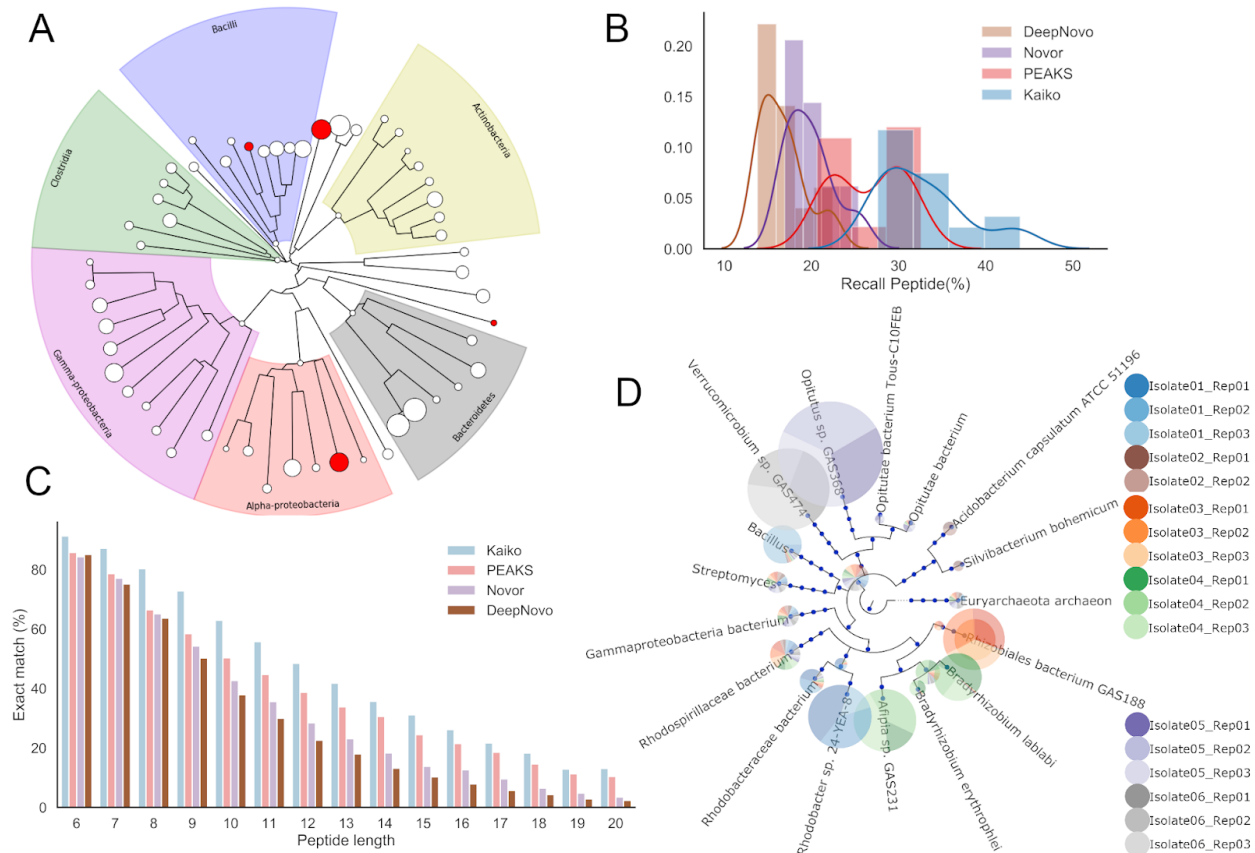 A
Bacilli
Actinobacteria
Clostridia
Gamma-proteobacteria
Alpha-proteobacteria
Bacteroidetes
B
DeepNovo
Novor
PEAKS
Kaiko
0.20
0.15
0.10
0.05
0.00
10 20 30 40 50
Recall Peptide(%)
C
Kaiko
PEAKS
Novor
DeepNovo
Exact match (%)
80
60
40
20
0
6 7 8 9 10 11 12 13 14 15 16 17 18 19 20
Peptide length
D
Verrucomicrobium sp. GAS474
Opitutus sp. GAS368
Opitutae bacterium Tous-C10FEB
Opitutae bacterium
Acidobacterium capsulatum ATCC 51196
Silvibacterium bohemicum
Euryarchaeota archaeon
Rhizobiales bacterium GAS188
Bradyrhizobium lablabi
Bradyrhizobium erythrophlei
Afipia sp. GAS231
Rhodobacter sp. 24-YEA-8
Rhodobacteraceae bacterium
Rhodospirillaceae bacterium
Gammaproteobacteria bacterium
Streptomyces
Bacillus
Isolate01_Rep01
Isolate01_Rep02
Isolate01_Rep03
Isolate02_Rep01
Isolate02_Rep02
Isolate03_Rep01
Isolate03_Rep02
Isolate03_Rep03
Isolate04_Rep01
Isolate04_Rep02
Isolate04_Rep03
Isolate05_Rep01
Isolate05_Rep02
Isolate05_Rep03
Isolate06_Rep01
Isolate06_Rep02
Isolate06_Rep03